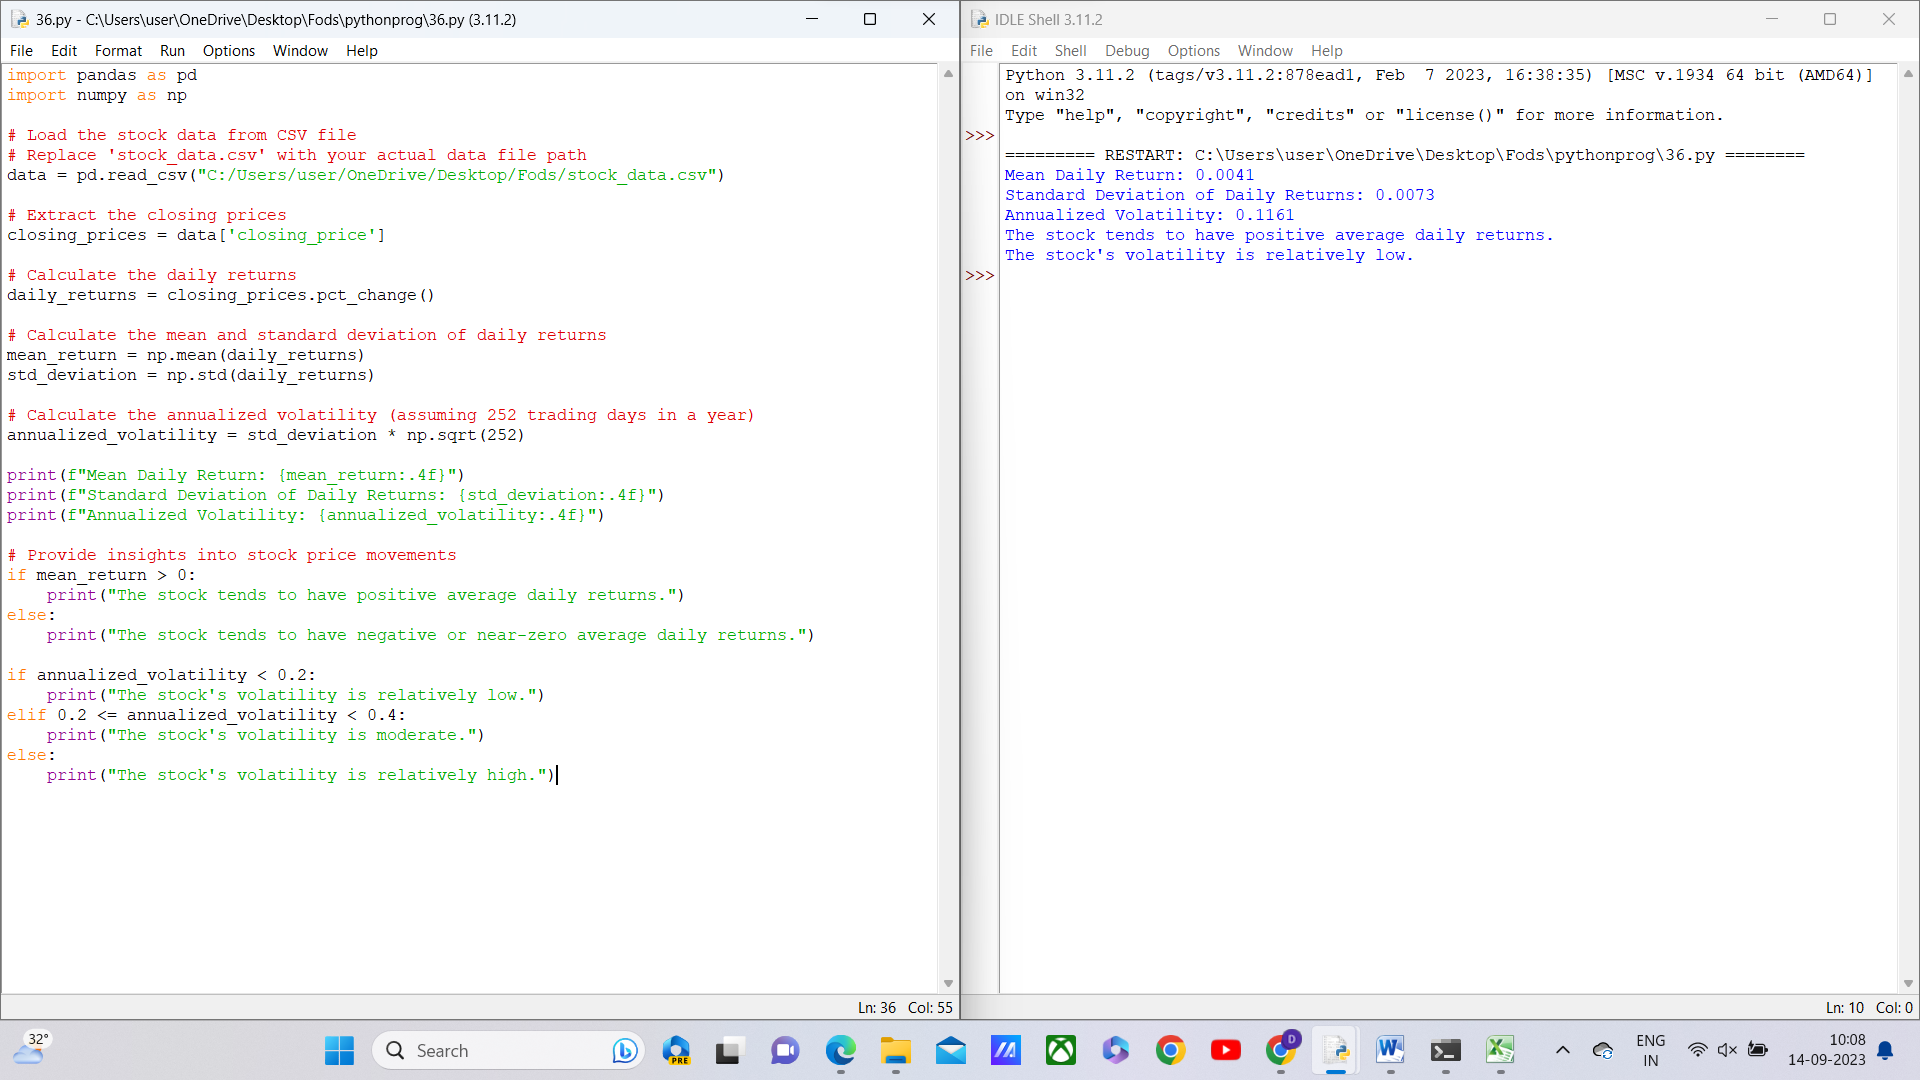 36.py - C:\Users\user\OneDrive\Desktop\Fods\pythonprog\36.py (3.11.2)
File Edit Format Run Options Window Help
import pandas as pd
import numpy as np
# Load the stock data from CSV file
# Replace 'stock_data.csv' with your actual data file path
data = pd.read_csv("C:/Users/user/OneDrive/Desktop/Fods/stock_data.csv")
# Extract the closing prices
closing_prices = data['closing_price']
# Calculate the daily returns
daily_returns = closing_prices.pct_change()
# Calculate the mean and standard deviation of daily returns
mean_return = np.mean(daily_returns)
std_deviation = np.std(daily_returns)
# Calculate the annualized volatility (assuming 252 trading days in a year)
annualized_volatility = std_deviation * np.sqrt(252)
print(f"Mean Daily Return: {mean_return:.4f}")
print(f"Standard Deviation of Daily Returns: {std_deviation:.4f}")
print(f"Annualized Volatility: {annualized_volatility:.4f}")
# Provide insights into stock price movements
if mean_return > 0:
    print("The stock tends to have positive average daily returns.")
else:
    print("The stock tends to have negative or near-zero average daily returns.")
if annualized_volatility < 0.2:
    print("The stock's volatility is relatively low.")
elif 0.2 <= annualized_volatility < 0.4:
    print("The stock's volatility is moderate.")
else:
    print("The stock's volatility is relatively high.")
Ln: 36 Col: 55
IDLE Shell 3.11.2
File Edit Shell Debug Options Window Help
Python 3.11.2 (tags/v3.11.2:878ead1, Feb  7 2023, 16:38:35) [MSC v.1934 64 bit (AMD64)]
on win32
Type "help", "copyright", "credits" or "license()" for more information.
>>>
========= RESTART: C:\Users\user\OneDrive\Desktop\Fods\pythonprog\36.py ========
Mean Daily Return: 0.0041
Standard Deviation of Daily Returns: 0.0073
Annualized Volatility: 0.1161
The stock tends to have positive average daily returns.
The stock's volatility is relatively low.
>>>
Ln: 10 Col: 0
32°
Search
PRE
D
ENG
IN
10:08
14-09-2023